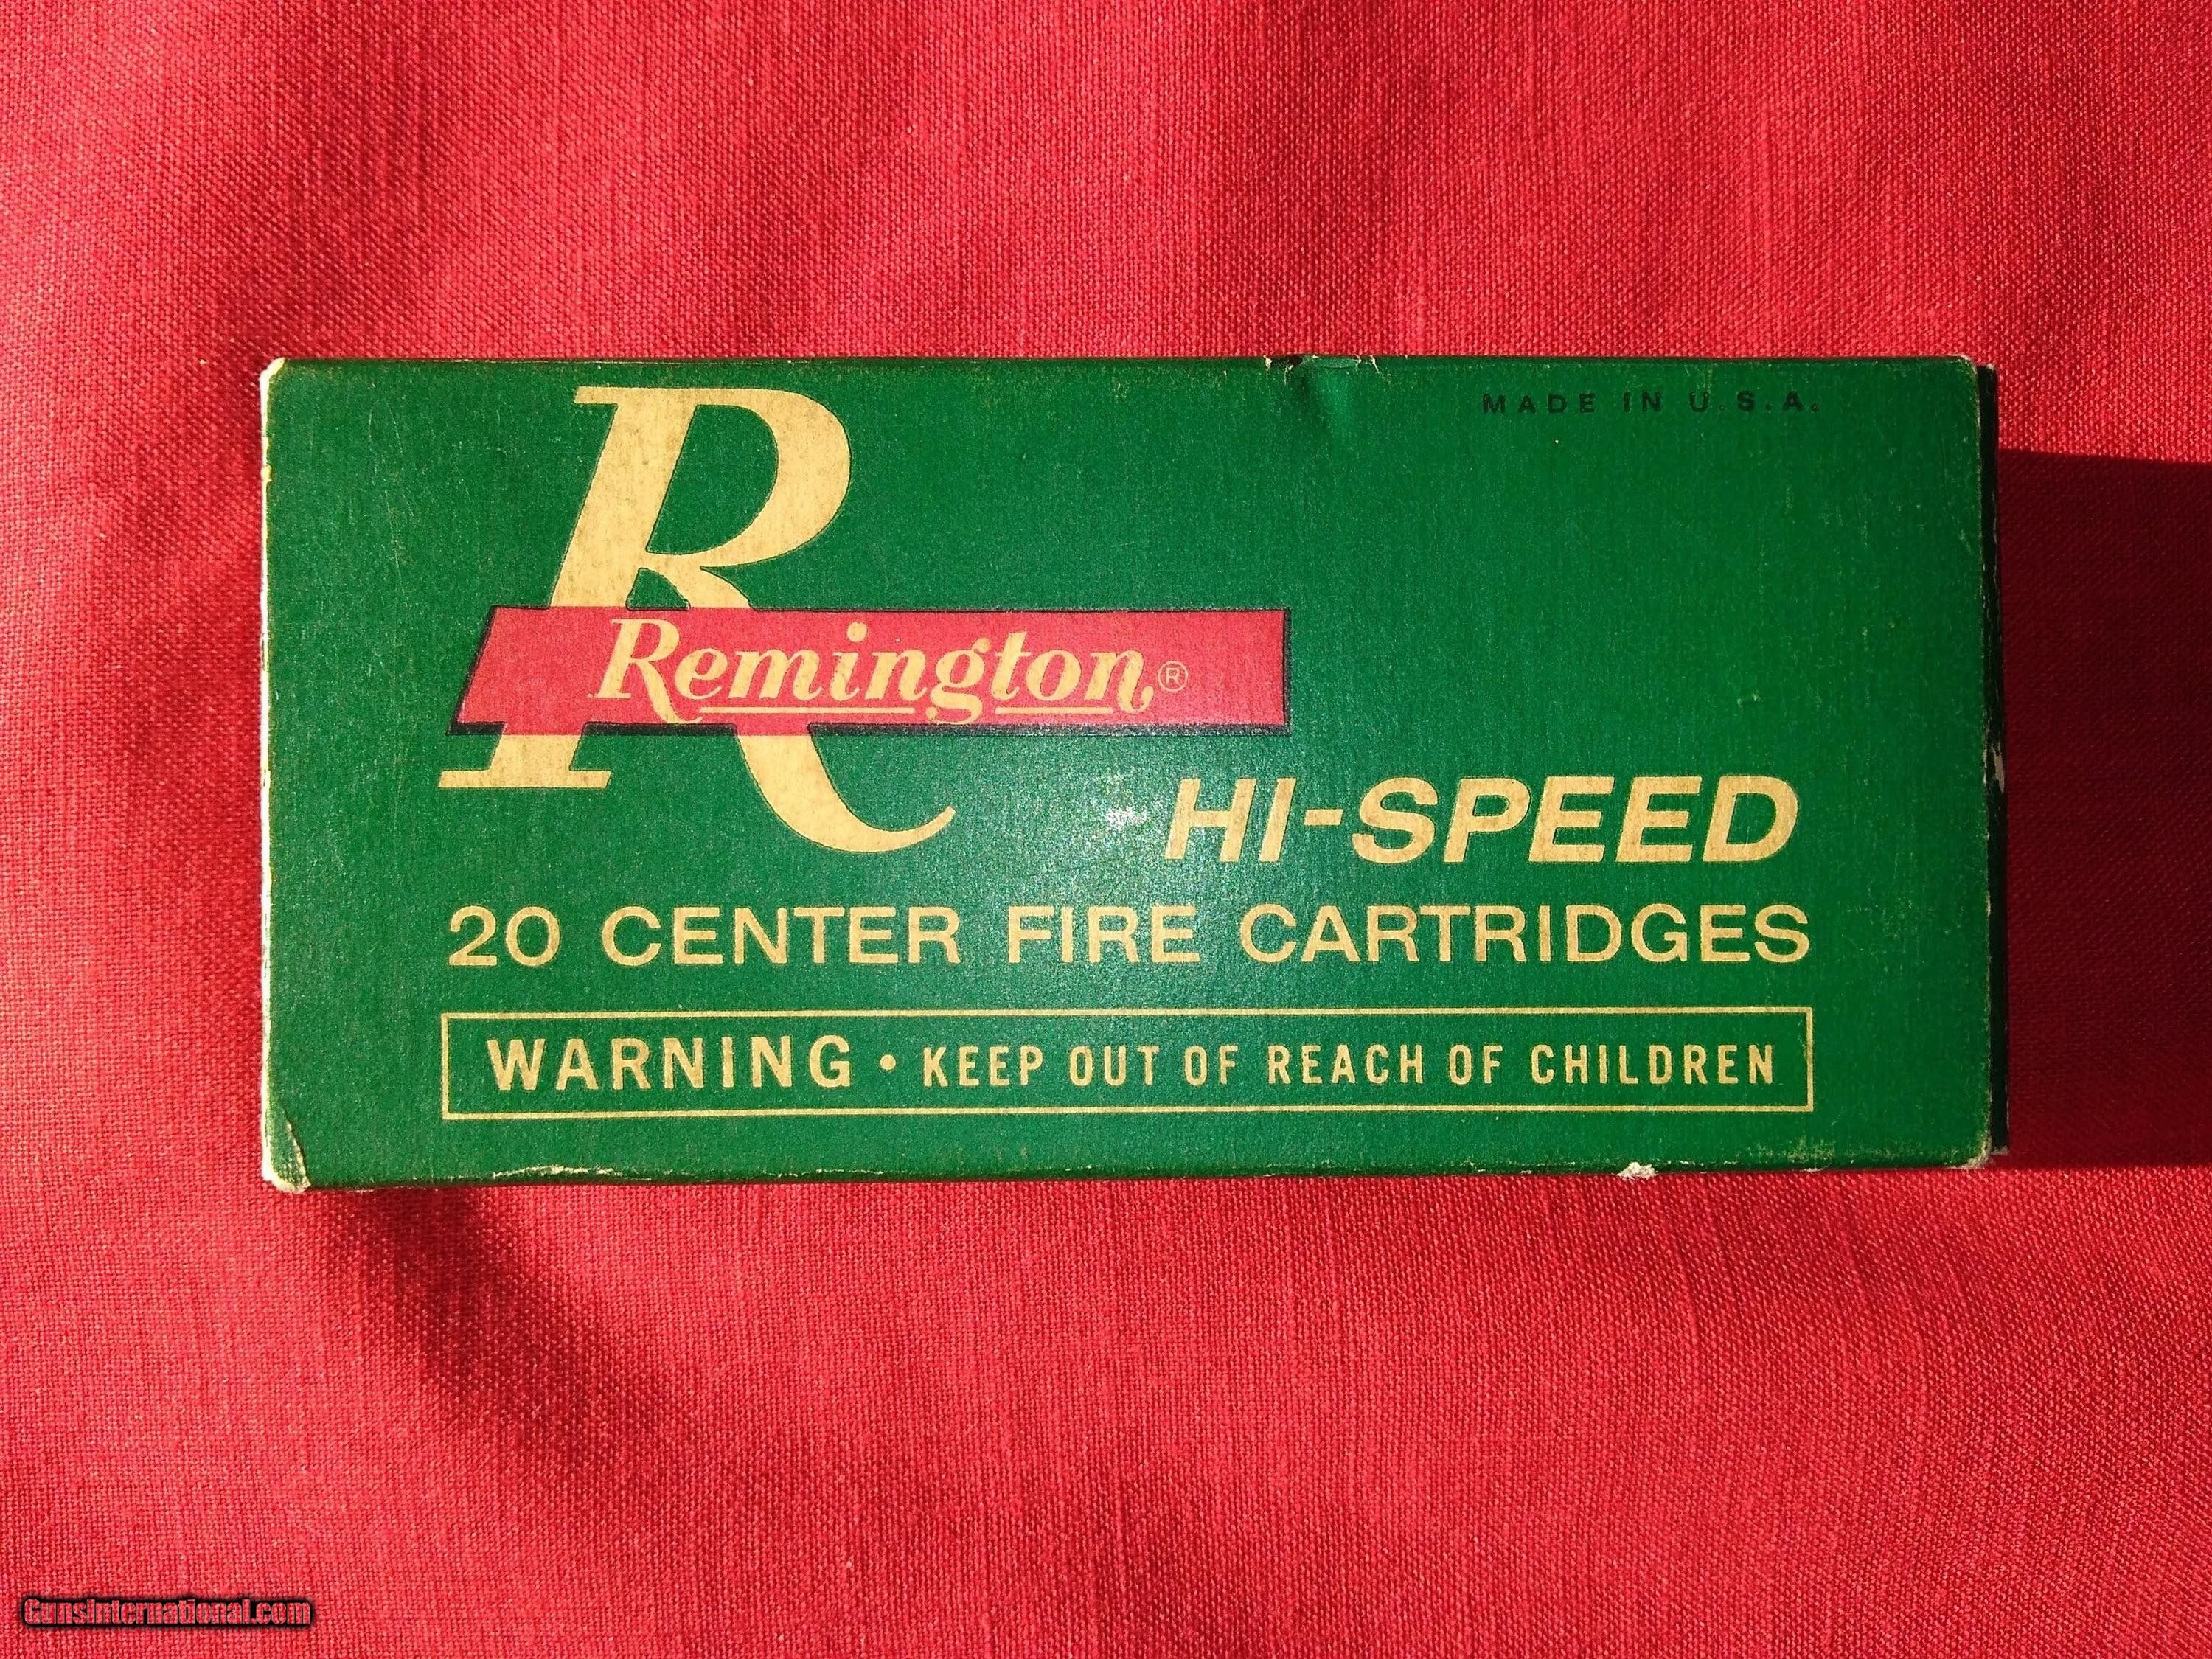 MADE IN U.S.A.
R
Remington®
HI-SPEED
20 CENTER FIRE CARTRIDGES
WARNING • KEEP OUT OF REACH OF CHILDREN
GunsInternational.com